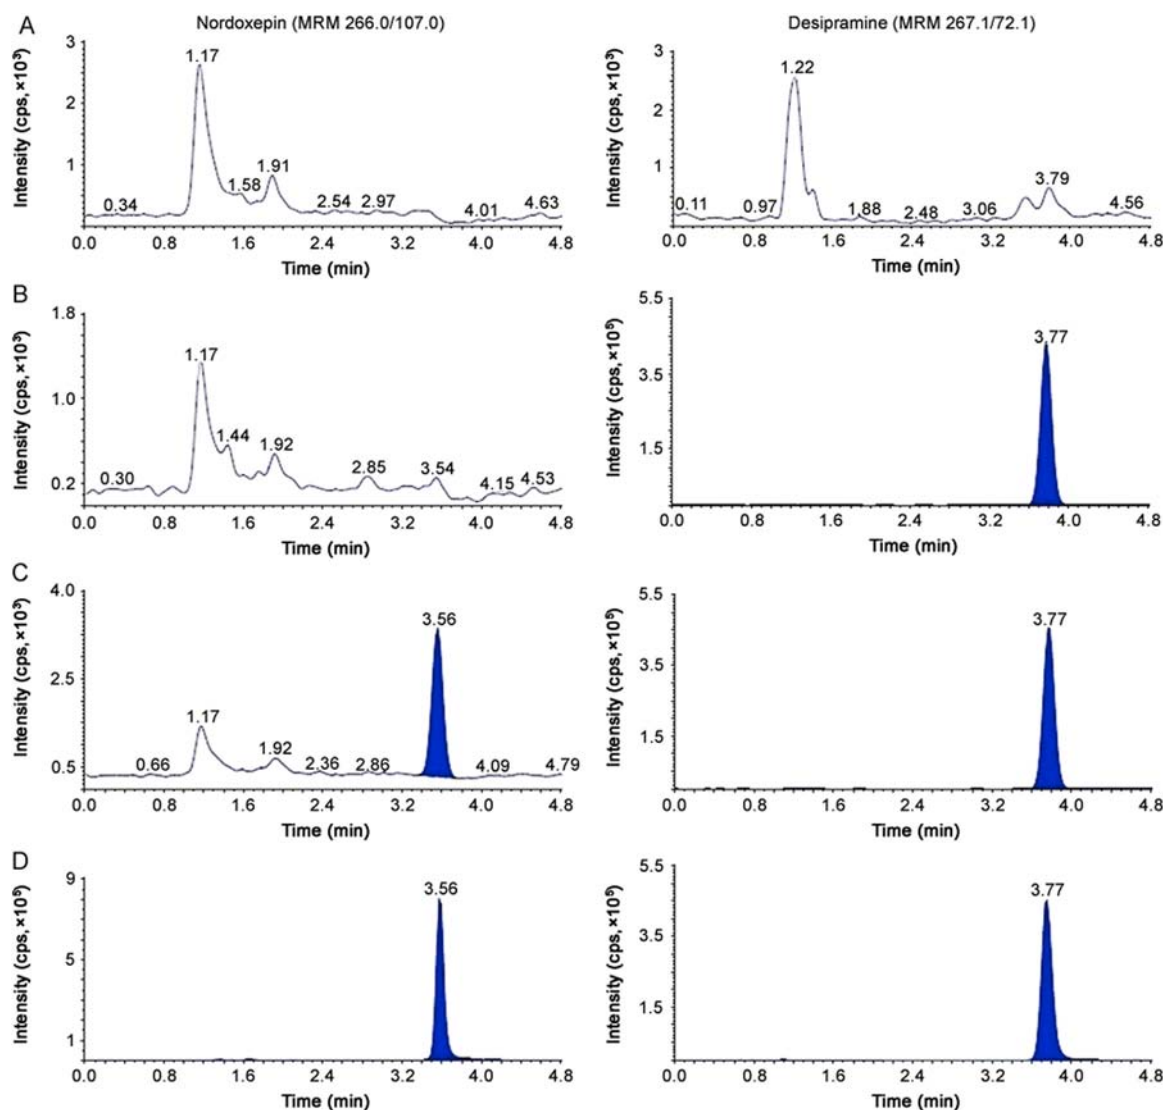 A
Nordoxepin (MRM 266.0/107.0)
Intensity (cps, ×10³)
3
2
1
1.17
1.58
1.91
0.34
2.54
2.97
4.01
4.63
0.0 0.8 1.6 2.4 3.2 4.0 4.8
Time (min)
Desipramine (MRM 267.1/72.1)
Intensity (cps, ×10³)
3
2
1
1.22
0.11
0.97
1.88
2.48
3.06
3.79
4.56
0.0 0.8 1.6 2.4 3.2 4.0 4.8
Time (min)
B
Intensity (cps, ×10³)
1.8
1.0
0.2
1.17
1.44
1.92
0.30
2.85
3.54
4.15
4.53
0.0 0.8 1.6 2.4 3.2 4.0 4.8
Time (min)
Intensity (cps, ×10⁵)
5.5
3.5
1.5
3.77
0.0 0.8 1.6 2.4 3.2 4.0 4.8
Time (min)
C
Intensity (cps, ×10³)
4.0
2.5
0.5
3.56
1.17
0.66
1.92
2.36
2.86
4.09
4.79
0.0 0.8 1.6 2.4 3.2 4.0 4.8
Time (min)
Intensity (cps, ×10⁵)
5.5
3.5
1.5
3.77
0.0 0.8 1.6 2.4 3.2 4.0 4.8
Time (min)
D
Intensity (cps, ×10⁵)
9
5
1
3.56
0.0 0.8 1.6 2.4 3.2 4.0 4.8
Time (min)
Intensity (cps, ×10⁵)
5.5
3.5
1.5
3.77
0.0 0.8 1.6 2.4 3.2 4.0 4.8
Time (min)